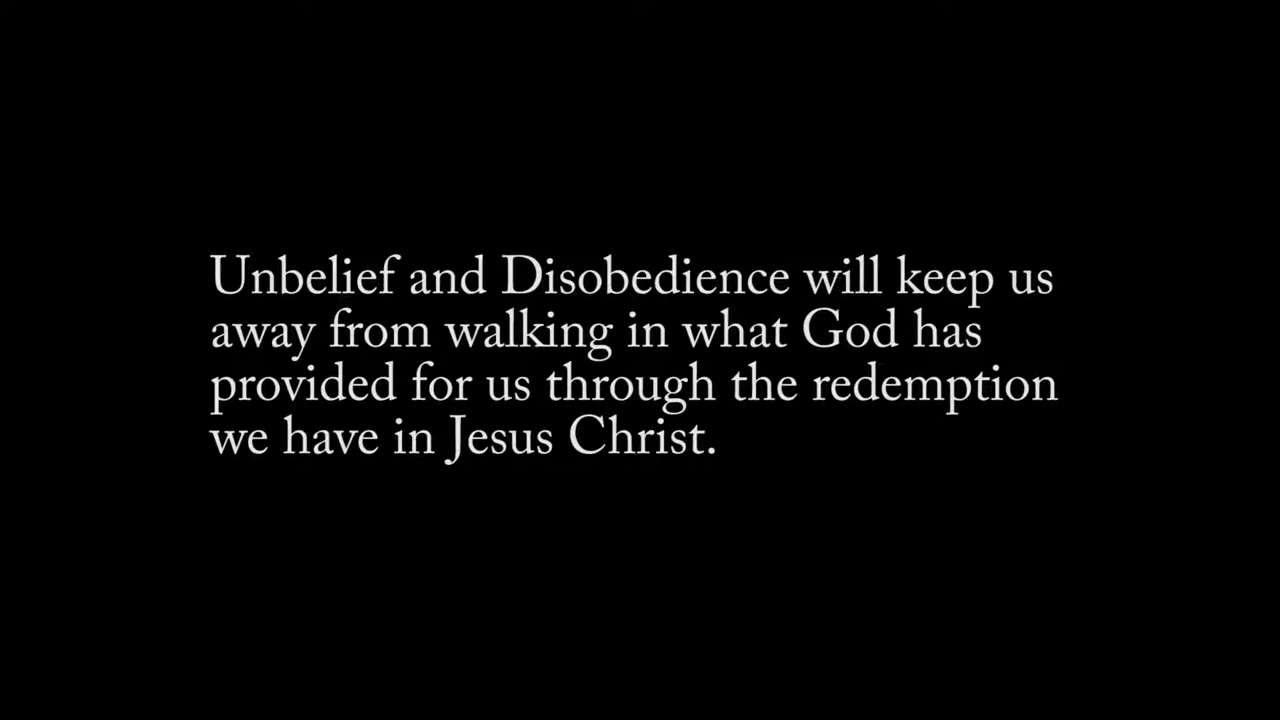 Unbelief and Disobedience will keep us
away from walking in what God has
provided for us through the redemption
we have in Jesus Christ.